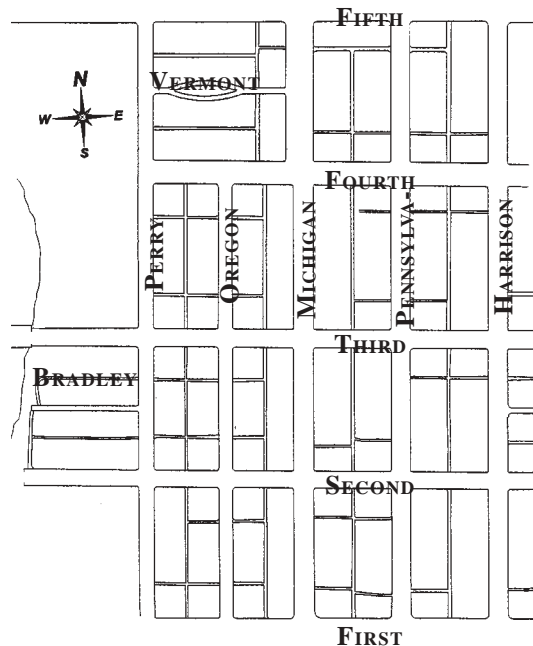 FIFTH
VERMONT
N
W E
S
FOURTH
PERRY
OREGON
MICHIGAN
PENNSYLVA-
HARRISON
THIRD
BRADLEY
SECOND
FIRST